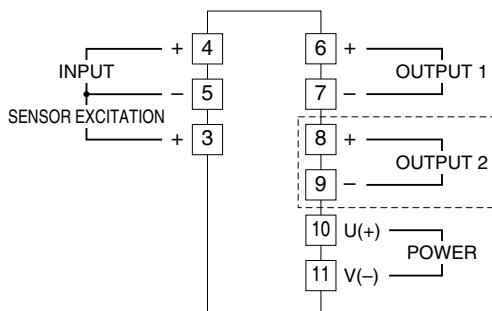 + 4
INPUT
– 5
SENSOR EXCITATION
+ 3
6 +
OUTPUT 1
7 –
8 +
OUTPUT 2
9 –
10 U(+)
POWER
11 V(–)